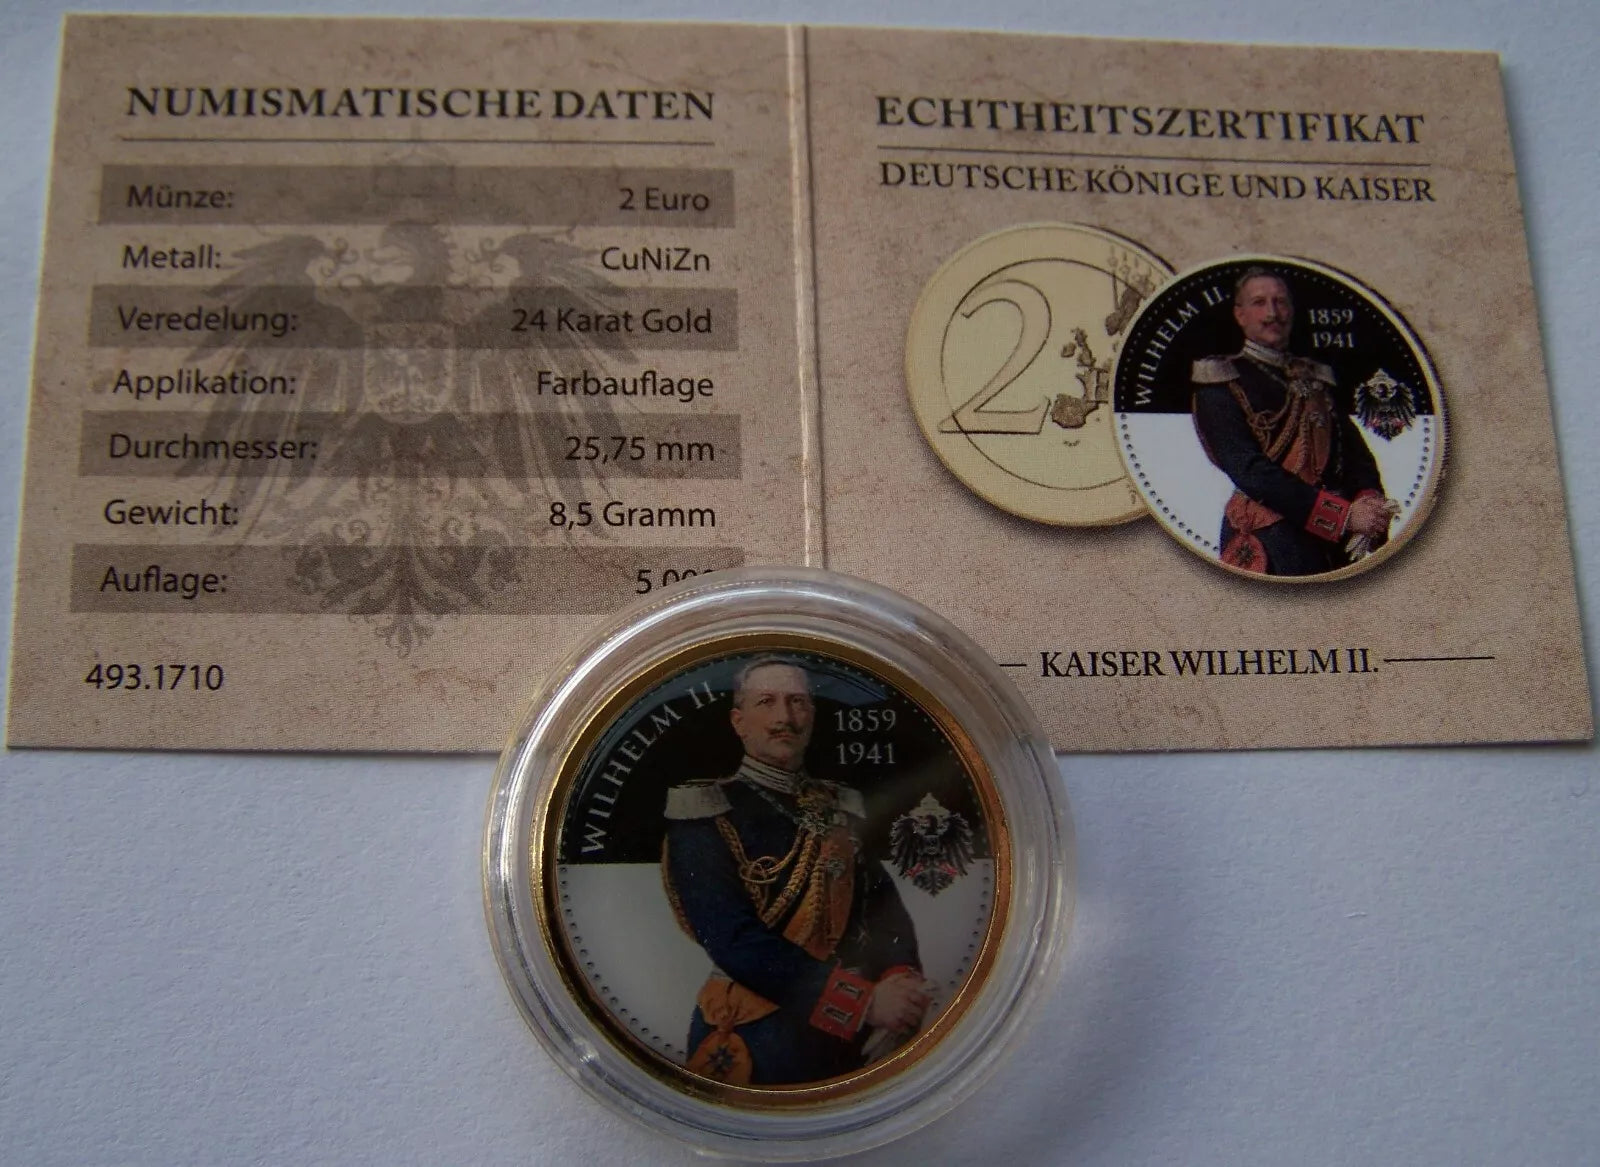 NUMISMATISCHE DATEN
Münze: 2 Euro
Metall: CuNiZn
Veredelung: 24 Karat Gold
Applikation: Farbauflage
Durchmesser: 25,75 mm
Gewicht: 8,5 Gramm
Auflage:
493.1710
ECHTHEITSZERTIFIKAT
DEUTSCHE KÖNIGE UND KAISER
2
WILHELM II.
1859
1941
KAISER WILHELM II.
WILHELM II.
1859
1941